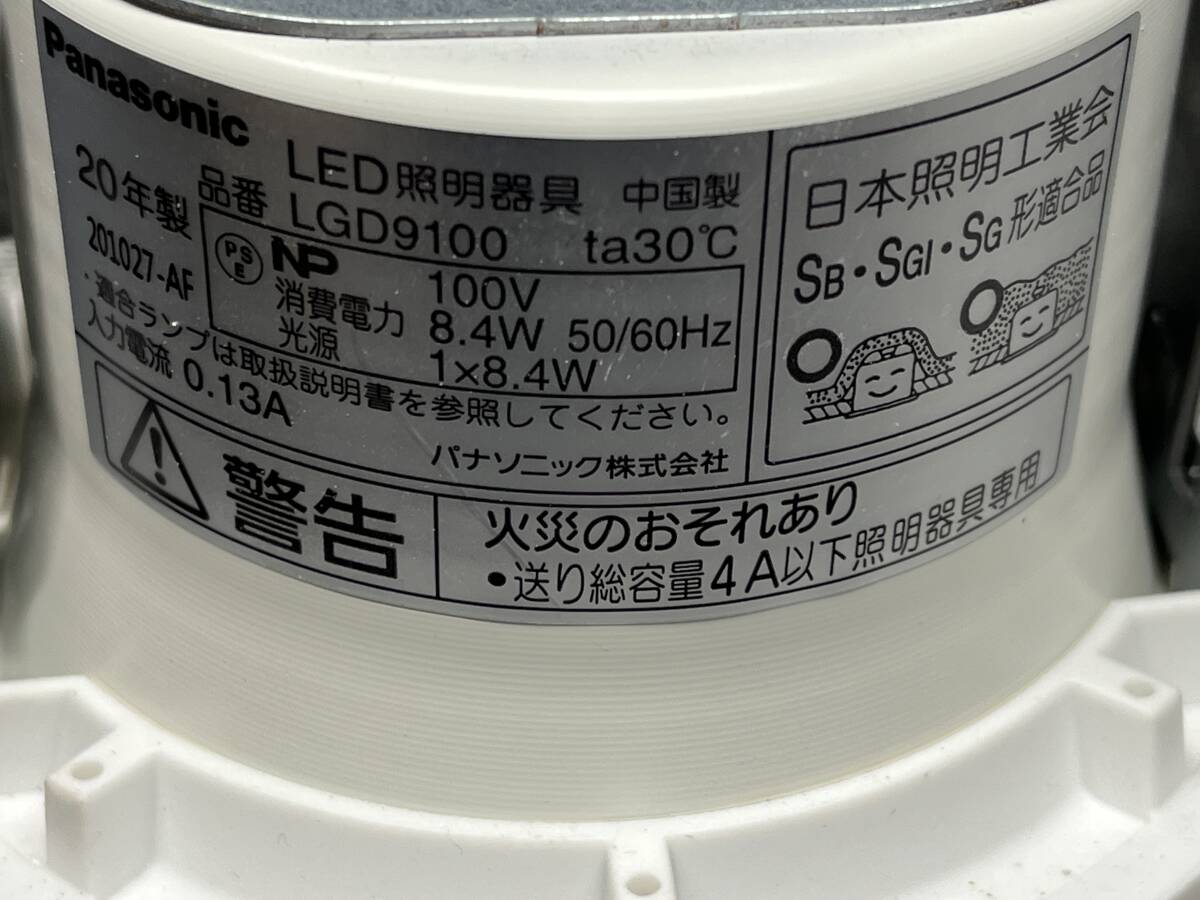 Panasonic
LED照明器具 中国製
20年製 品番 LGD9100 ta30℃
201027-AF
PS
E
NP 100V
消費電力 8.4W 50/60Hz
光源 1×8.4W
・適合ランプは取扱説明書を参照してください。
入力電流 0.13A
パナソニック株式会社
日本照明工業会
SB・SGI・SG形適合品
警告
火災のおそれあり
•送り総容量4A以下照明器具専用